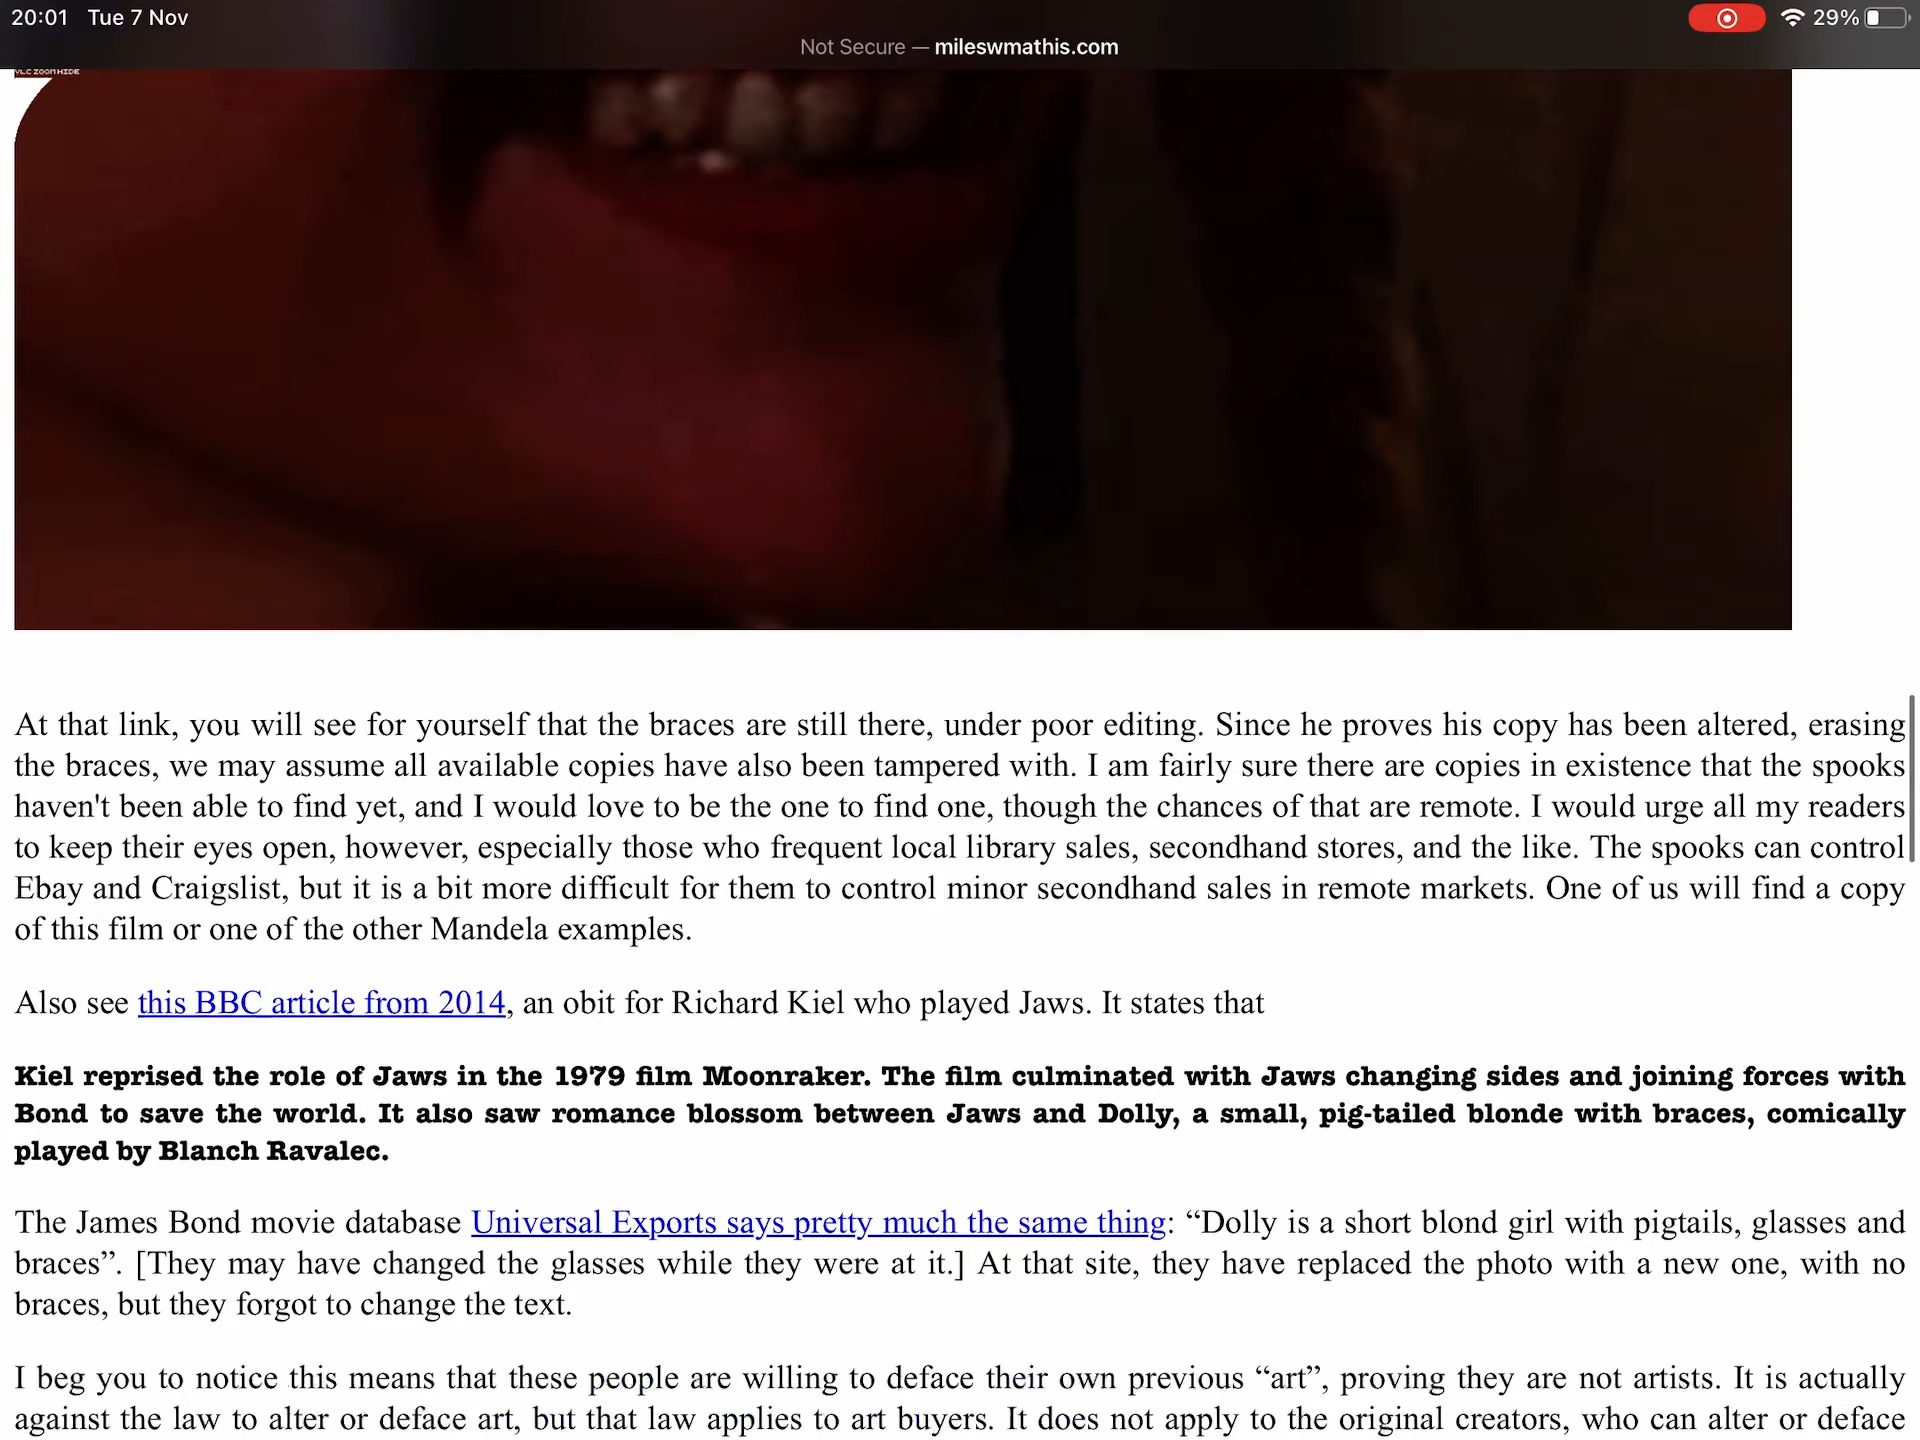 20:01 Tue 7 Nov
29%
Not Secure — mileswmathis.com
VLC ZOOM HIDE
At that link, you will see for yourself that the braces are still there, under poor editing. Since he proves his copy has been altered, erasing
the braces, we may assume all available copies have also been tampered with. I am fairly sure there are copies in existence that the spooks
haven't been able to find yet, and I would love to be the one to find one, though the chances of that are remote. I would urge all my readers
to keep their eyes open, however, especially those who frequent local library sales, secondhand stores, and the like. The spooks can control
Ebay and Craigslist, but it is a bit more difficult for them to control minor secondhand sales in remote markets. One of us will find a copy
of this film or one of the other Mandela examples.
Also see this BBC article from 2014, an obit for Richard Kiel who played Jaws. It states that
Kiel reprised the role of Jaws in the 1979 film Moonraker. The film culminated with Jaws changing sides and joining forces with
Bond to save the world. It also saw romance blossom between Jaws and Dolly, a small, pig-tailed blonde with braces, comically
played by Blanch Ravalec.
The James Bond movie database Universal Exports says pretty much the same thing: “Dolly is a short blond girl with pigtails, glasses and
braces”. [They may have changed the glasses while they were at it.] At that site, they have replaced the photo with a new one, with no
braces, but they forgot to change the text.
I beg you to notice this means that these people are willing to deface their own previous “art”, proving they are not artists. It is actually
against the law to alter or deface art, but that law applies to art buyers. It does not apply to the original creators, who can alter or deface